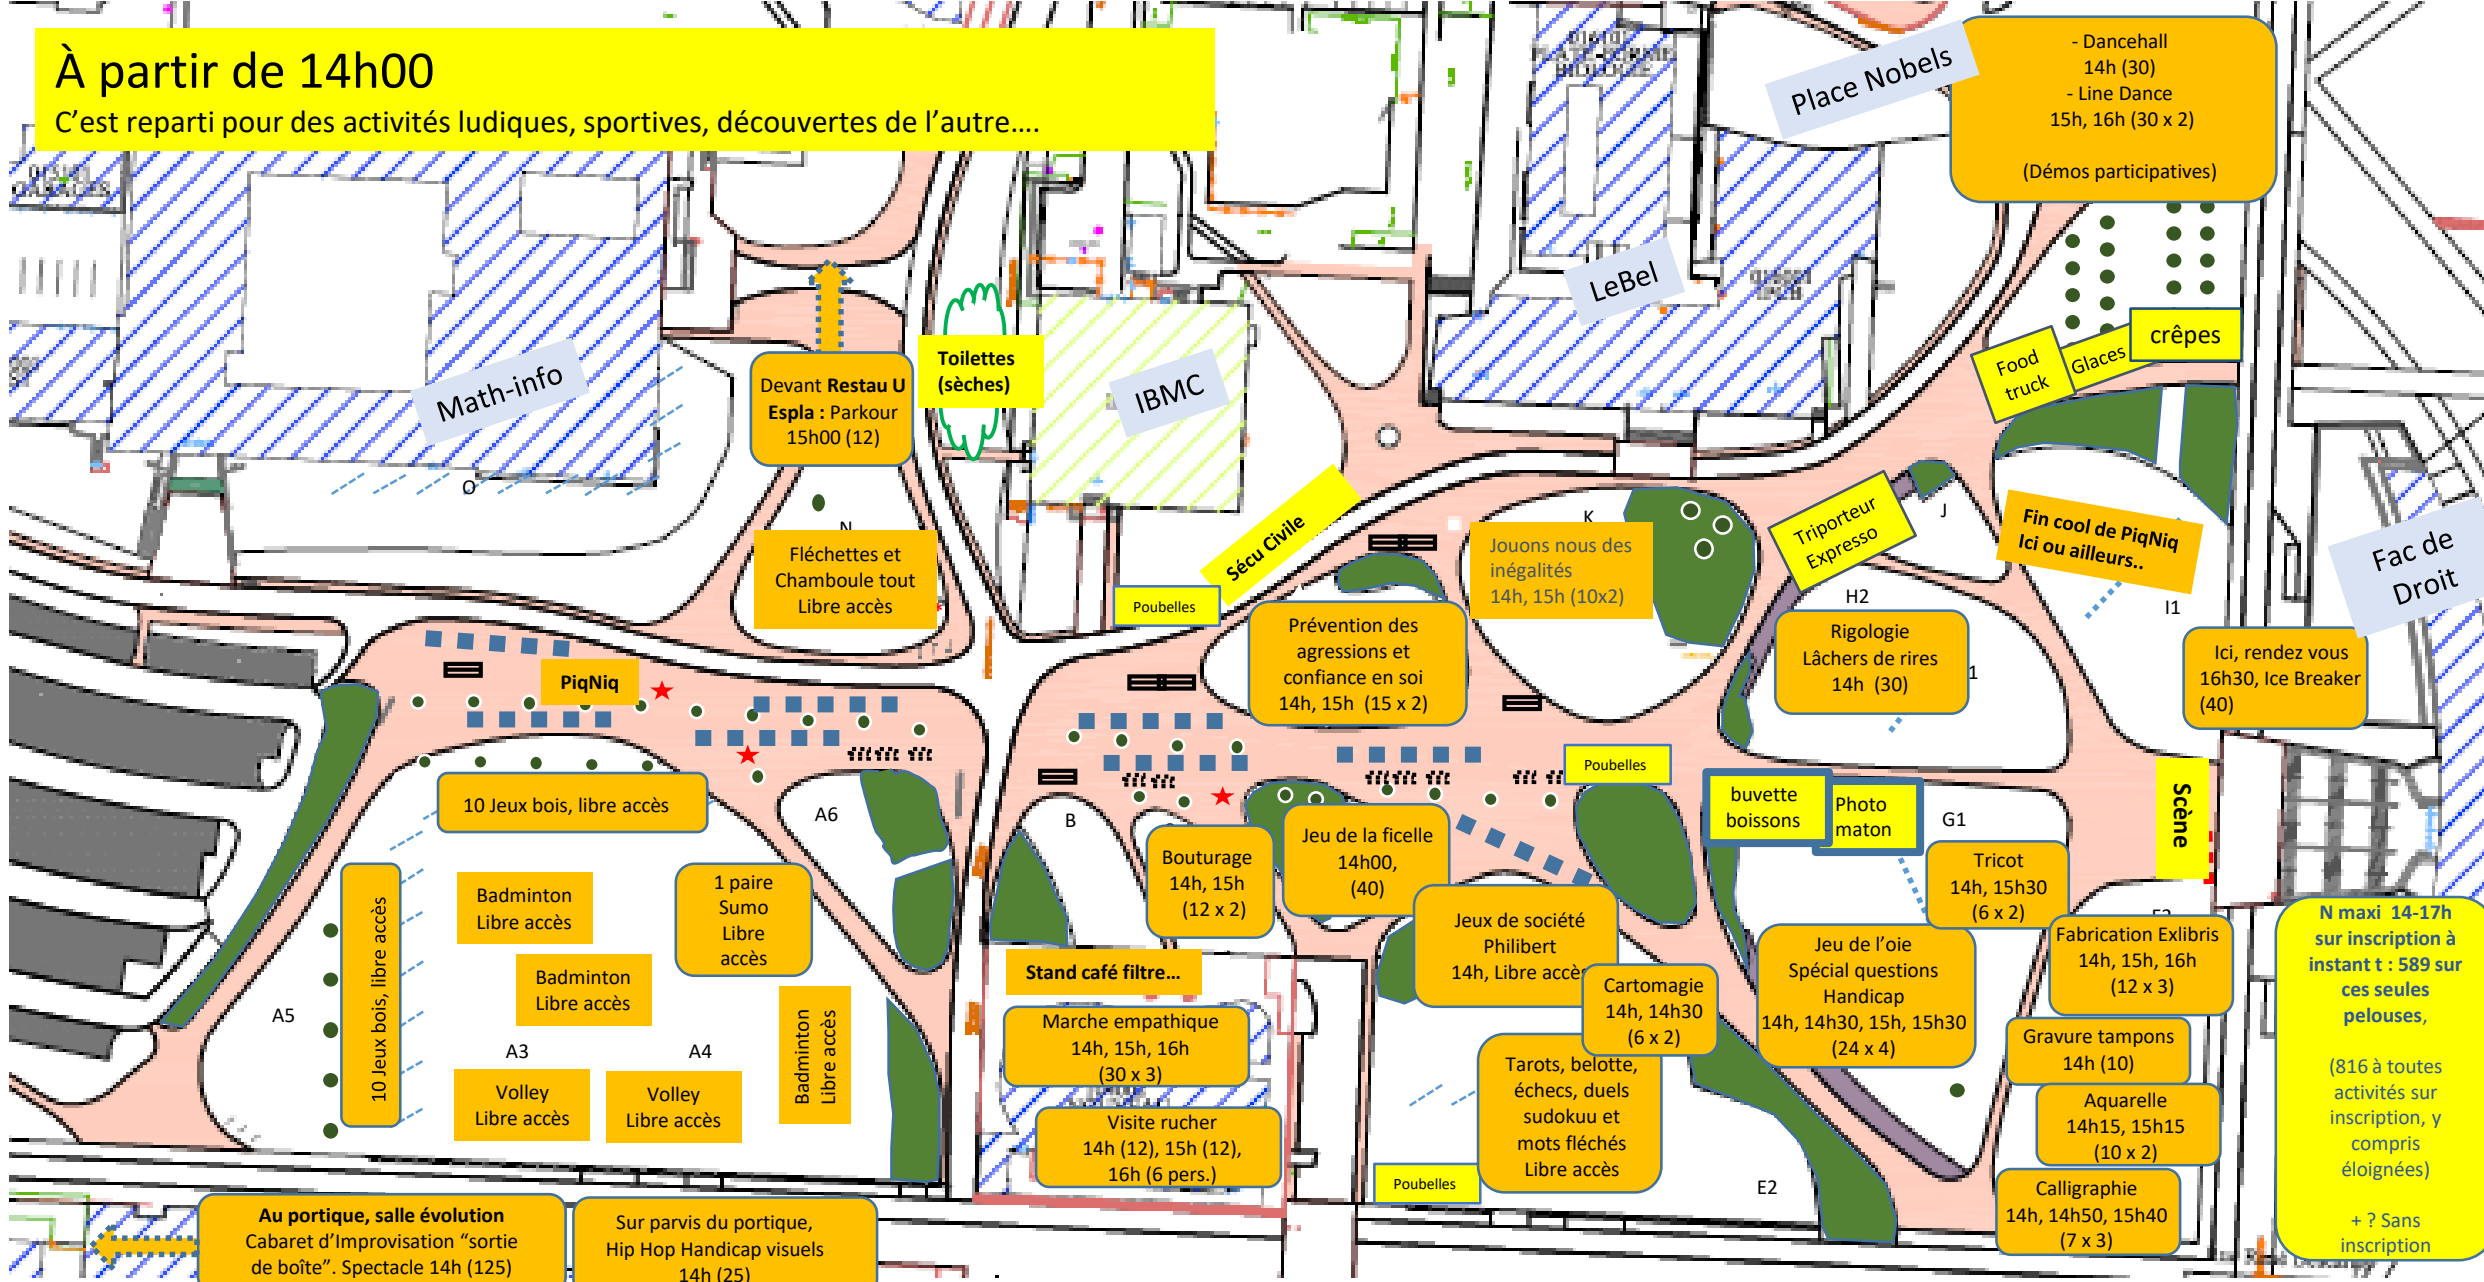 À partir de 14h00
C'est reparti pour des activités ludiques, sportives, découvertes de l'autre....
Place Nobels
- Dancehall
14h (30)
- Line Dance
15h, 16h (30 x 2)
(Démos participatives)
LeBel
crêpes
Glaces
Food
truck
Toilettes
(sèches)
IBMC
Math-info
Devant Restau U
Espla : Parkour
15h00 (12)
O
N
Fléchettes et
Chamboule tout
Libre accès
Sécu Civile
Poubelles
K
Jouons nous des
inégalités
14h, 15h (10x2)
Triporteur
Expresso
J
Fin cool de PiqNiq
Ici ou ailleurs..
Fac de
Droit
I1
H2
Prévention des
agressions et
confiance en soi
14h, 15h (15 x 2)
Rigologie
Lâchers de rires
14h (30)
1
Ici, rendez vous
16h30, Ice Breaker
(40)
PiqNiq
10 Jeux bois, libre accès
A6
B
Poubelles
buvette
boissons
Photo
maton
G1
Scène
Jeu de la ficelle
14h00,
(40)
Bouturage
14h, 15h
(12 x 2)
Tricot
14h, 15h30
(6 x 2)
10 Jeux bois, libre accès
Badminton
Libre accès
1 paire
Sumo
Libre
accès
Badminton
Libre accès
Badminton
Libre accès
A5
A3
A4
Volley
Libre accès
Volley
Libre accès
Stand café filtre...
Marche empathique
14h, 15h, 16h
(30 x 3)
Visite rucher
14h (12), 15h (12),
16h (6 pers.)
Jeux de société
Philibert
14h, Libre accès
Cartomagie
14h, 14h30
(6 x 2)
Tarots, belotte,
échecs, duels
sudokuu et
mots fléchés
Libre accès
Poubelles
E2
Jeu de l'oie
Spécial questions
Handicap
14h, 14h30, 15h, 15h30
(24 x 4)
Fabrication Exlibris
14h, 15h, 16h
(12 x 3)
Gravure tampons
14h (10)
Aquarelle
14h15, 15h15
(10 x 2)
Calligraphie
14h, 14h50, 15h40
(7 x 3)
N maxi 14-17h
sur inscription à
instant t : 589 sur
ces seules
pelouses,
(816 à toutes
activités sur
inscription, y
compris
éloignées)
+ ? Sans
inscription
Au portique, salle évolution
Cabaret d'Improvisation “sortie
de boîte”. Spectacle 14h (125)
Sur parvis du portique,
Hip Hop Handicap visuels
14h (25)